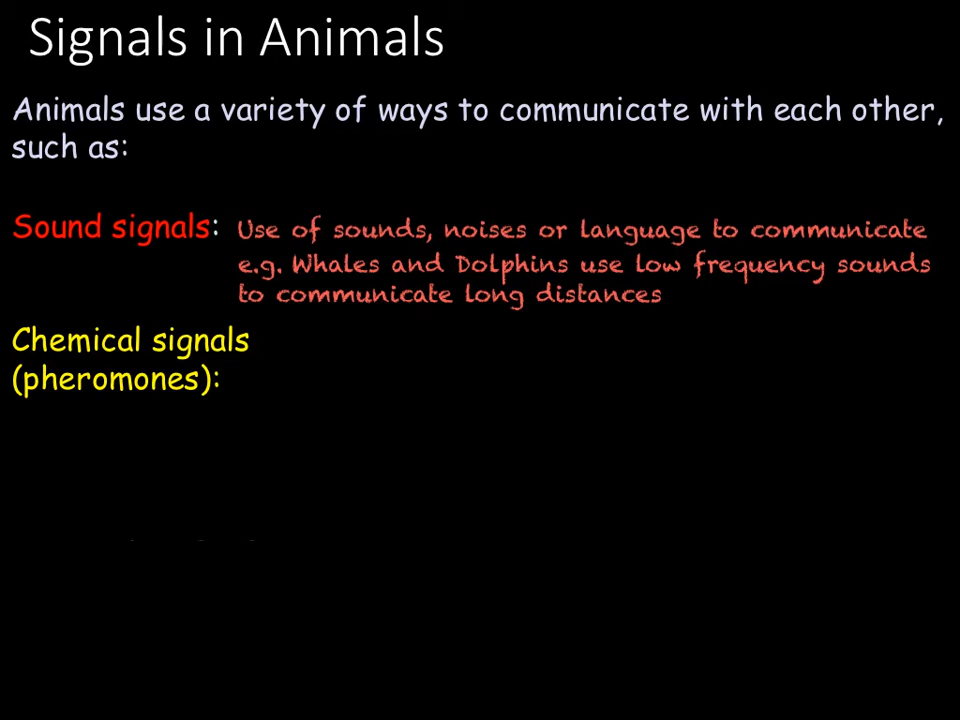 Signals in Animals
Animals use a variety of ways to communicate with each other,
such as:
Sound signals: Use of sounds, noises or language to communicate
e.g. Whales and Dolphins use low frequency sounds
to communicate long distances
Chemical signals
(pheromones):